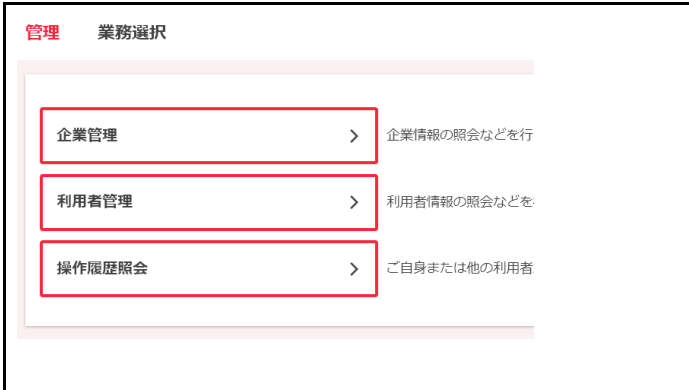 管理 業務選択
企業管理 企業情報の照会などを行
利用者管理 利用者情報の照会などを
操作履歴照会 ご自身または他の利用者